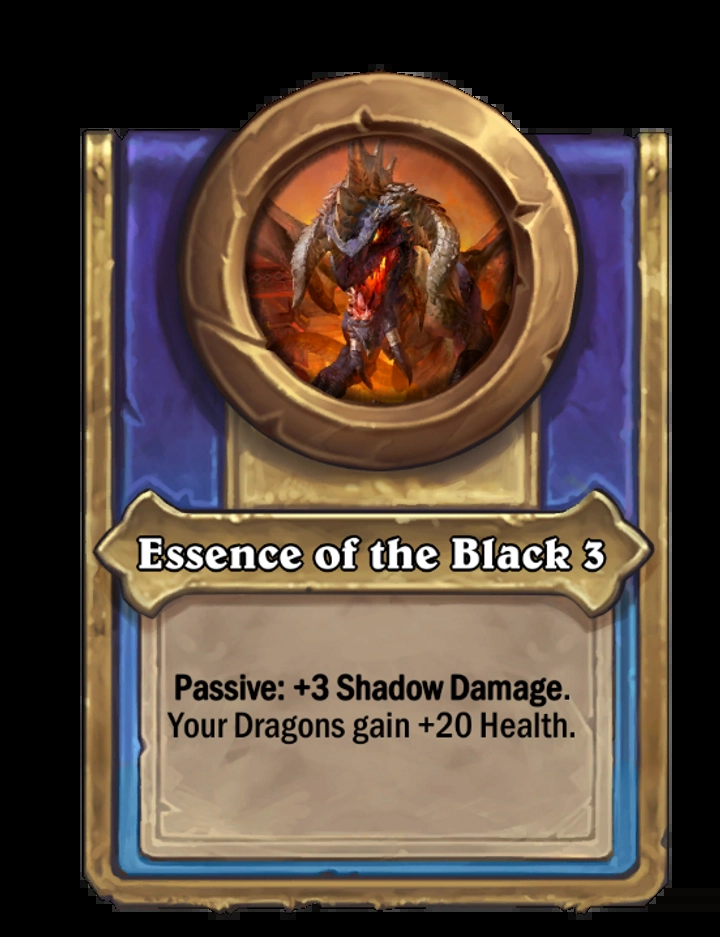 Essence of the Black 3
Passive: +3 Shadow Damage.
Your Dragons gain +20 Health.